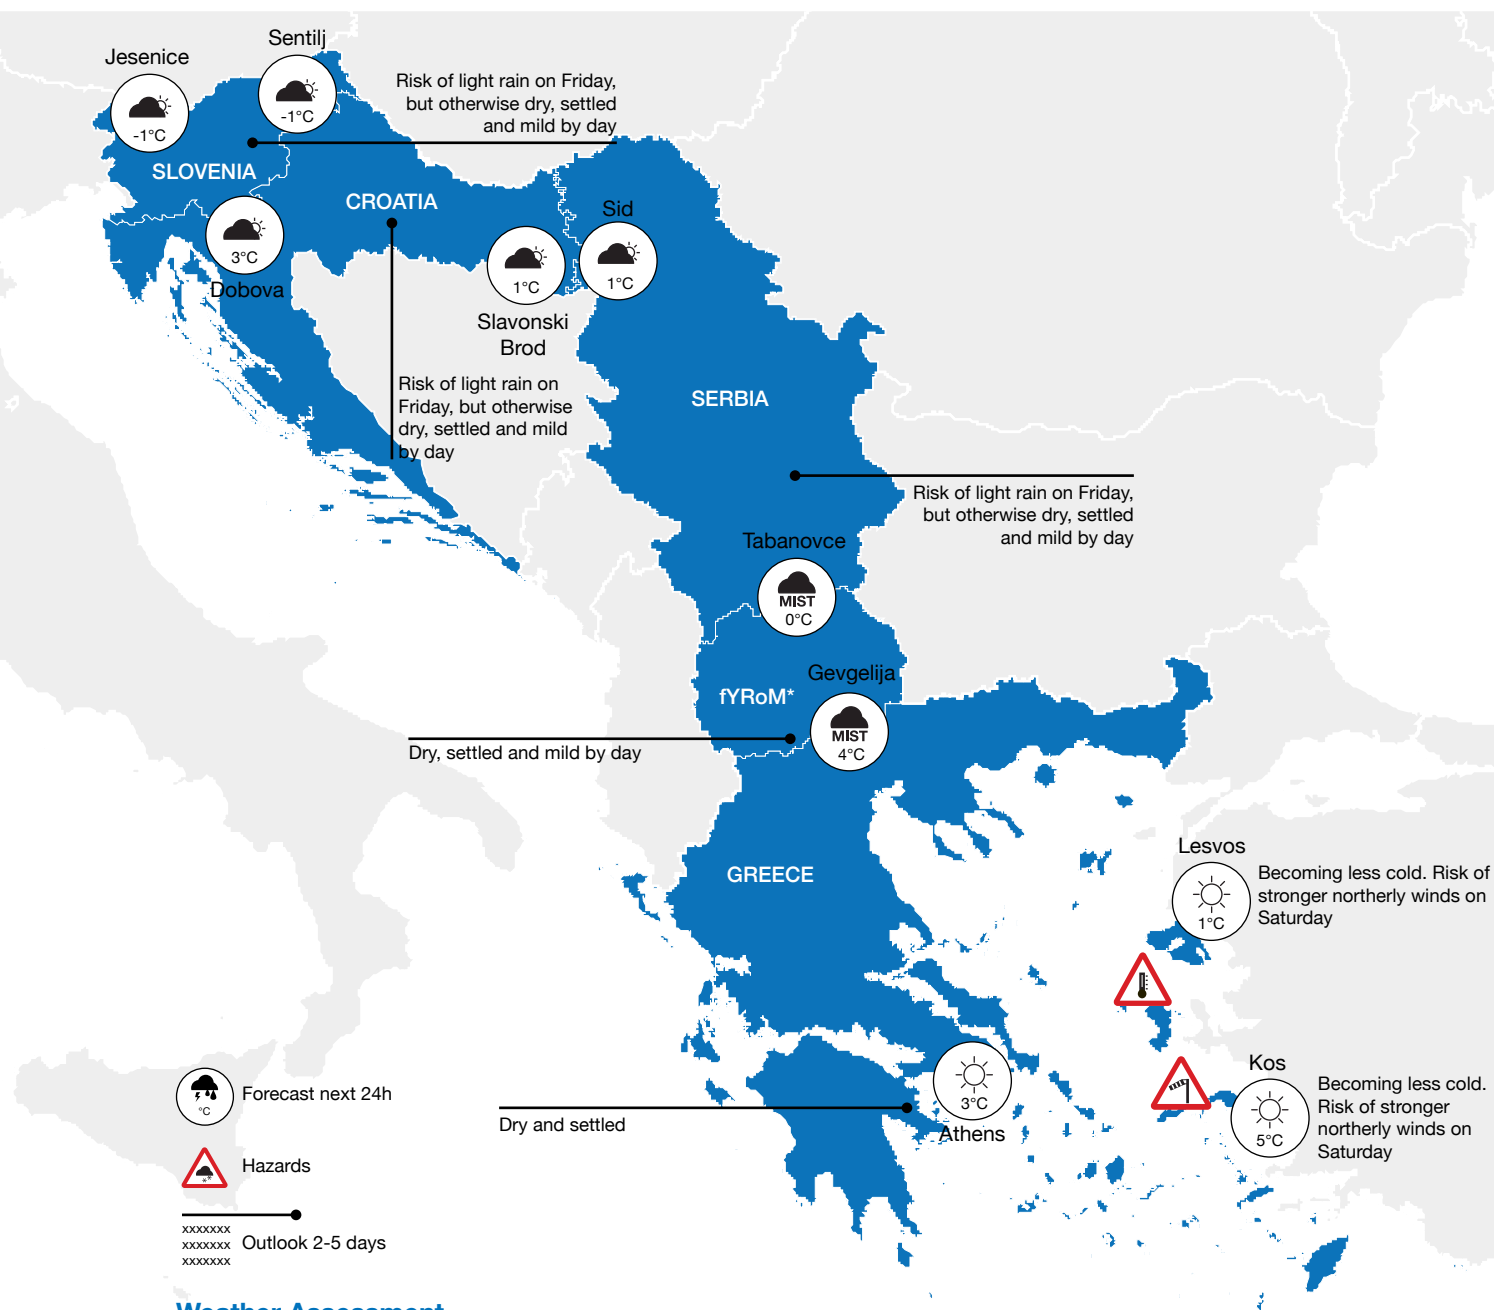 Sentilj
Jesenice
-1°C
-1°C
Risk of light rain on Friday,
but otherwise dry, settled
and mild by day
SLOVENIA
CROATIA
Sid
3°C
Dobova
1°C
1°C
Slavonski
Brod
Risk of light rain on
Friday, but otherwise
dry, settled and mild
by day
SERBIA
Risk of light rain on Friday,
but otherwise dry, settled
and mild by day
Tabanovce
MIST
0°C
Gevgelija
fYRoM*
MIST
4°C
Dry, settled and mild by day
Lesvos
1°C
Becoming less cold. Risk of
stronger northerly winds on
Saturday
GREECE
Kos
5°C
Becoming less cold.
Risk of stronger
northerly winds on
Saturday
3°C
Athens
Dry and settled
°C
Forecast next 24h
Hazards
xxxxxxx
xxxxxxx
xxxxxxx
Outlook 2-5 days
Weather Assessment